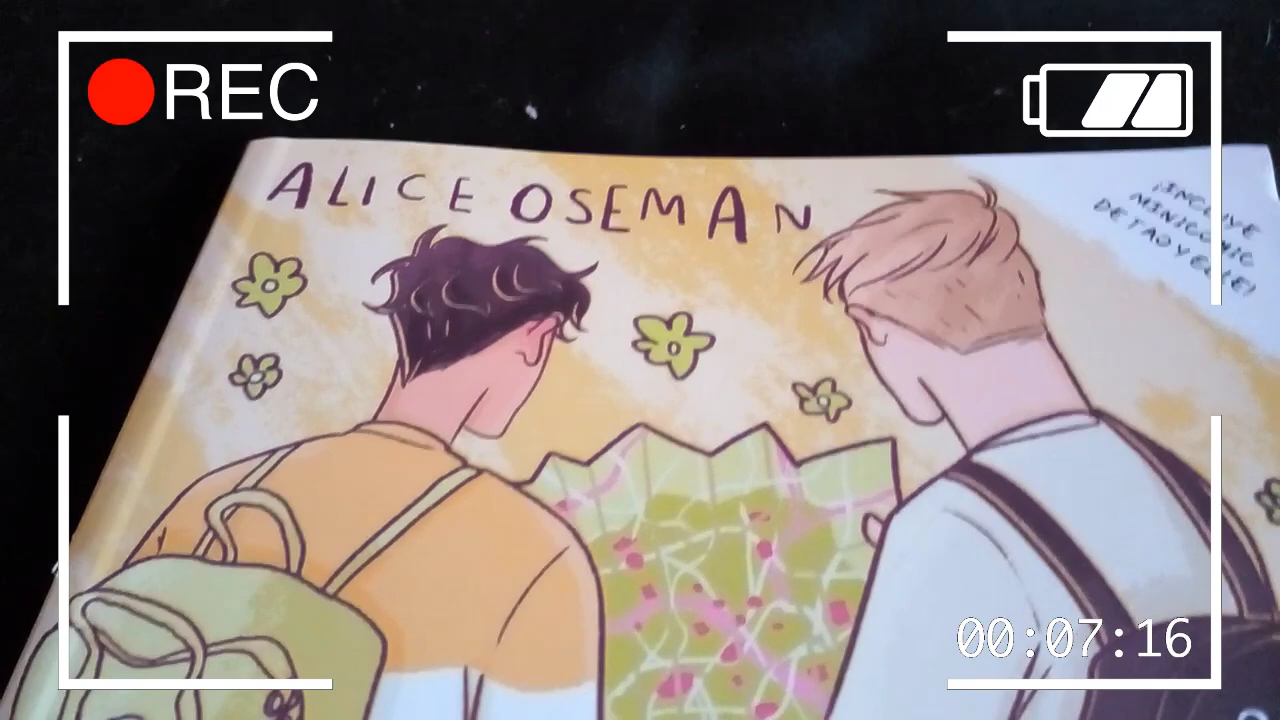 REC
ALICE OSEMAN
¡INCLUYE
MINICÓMIC
DE TAO Y ELLE!
00:07:16